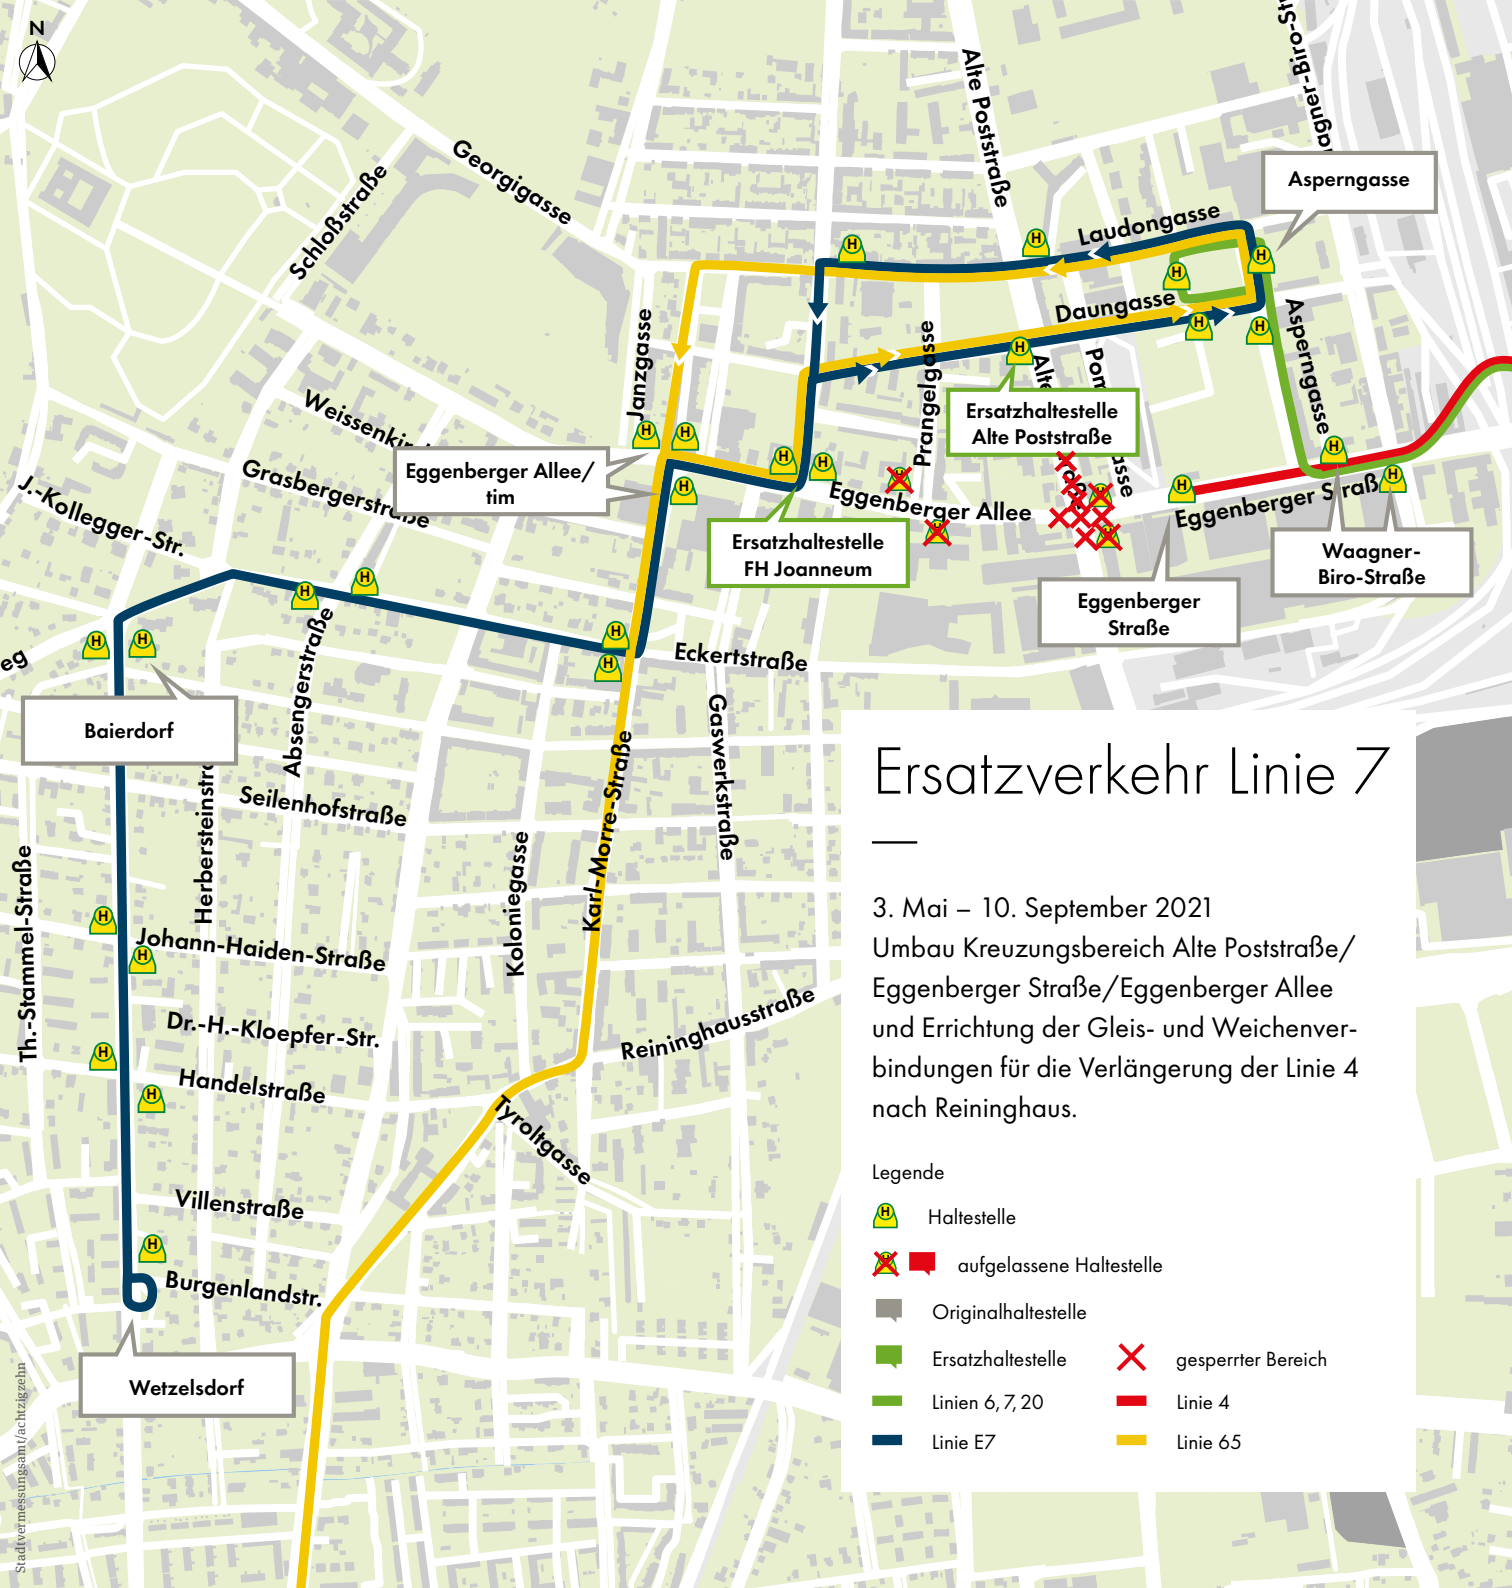 N
Georgigasse
Schloßstraße
Alte Poststraße
Laudongasse
Asperngasse
Daungasse
Asperngasse
Janzgasse
Prangelgasse
Weissenkir
Grasbergerstraße
J.-Kollegger-Str.
Eggenberger Allee/
tim
Ersatzhaltestelle
Alte Poststraße
Eggenberger Allee
Ersatzhaltestelle
FH Joanneum
Eggenberger Straß
Waagner-
Biro-Straße
Eggenberger
Straße
Eckertstraße
eg
Absengerstraße
Baierdorf
Gaswerkstraße
Karl-Morre-Straße
Seilenhofstraße
Koloniegasse
Th.-Stammel-Straße
Johann-Haiden-Straße
Dr.-H.-Kloepfer-Str.
Reininghausstraße
Handelstraße
Tyroltgasse
Villenstraße
Burgenlandstr.
Wetzelsdorf
Stadtvermessungsamt/achtzigzehn
Ersatzverkehr Linie 7
3. Mai – 10. September 2021
Umbau Kreuzungsbereich Alte Poststraße/
Eggenberger Straße/Eggenberger Allee
und Errichtung der Gleis- und Weichenver-
bindungen für die Verlängerung der Linie 4
nach Reininghaus.
Legende
H Haltestelle
H aufgelassene Haltestelle
Originalhaltestelle
Ersatzhaltestelle
gesperrter Bereich
Linien 6, 7, 20
Linie 4
Linie E7
Linie 65